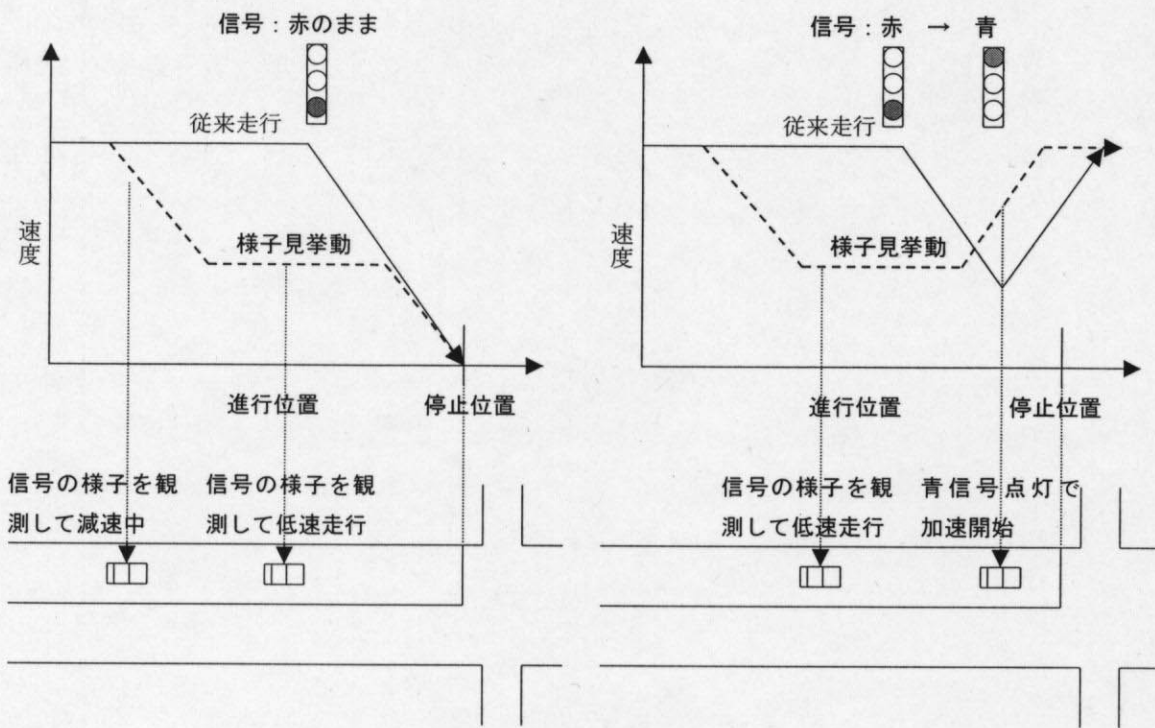 信号：赤のまま
従来走行
速度
様子見挙動
進行位置
停止位置
信号の様子を観
測して減速中
信号の様子を観
測して低速走行
信号：赤 → 青
従来走行
速度
様子見挙動
進行位置
停止位置
信号の様子を観
測して低速走行
青信号点灯で
加速開始